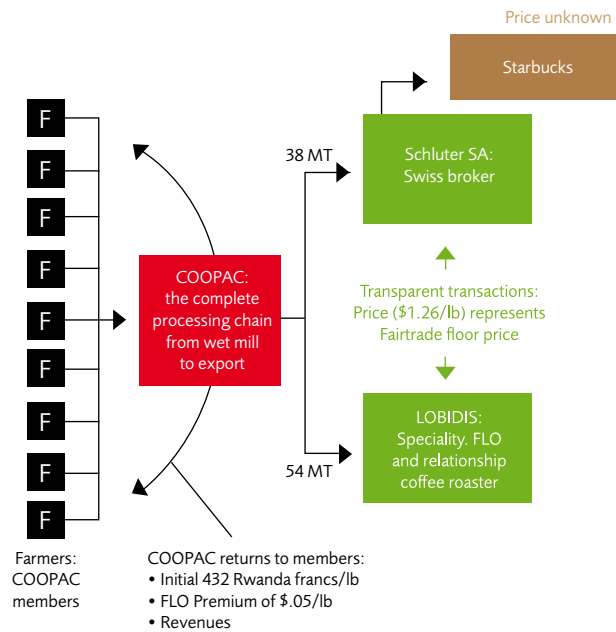 Price unknown
Starbucks
F
F
F
F
F
F
F
F
F
38 MT
Schluter SA:
Swiss broker
COOPAC:
the complete
processing chain
from wet mill
to export
Transparent transactions:
Price ($1.26/lb) represents
Fairtrade floor price
54 MT
LOBIDIS:
Speciality. FLO
and relationship
coffee roaster
Farmers:
COOPAC
members
COOPAC returns to members:
• Initial 432 Rwanda francs/lb
• FLO Premium of $.05/lb
• Revenues